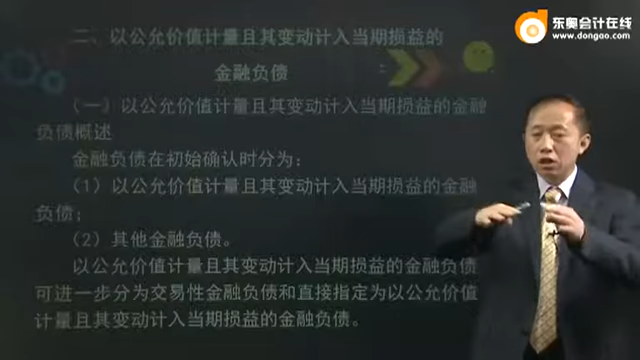 东奥会计在线
www.dongao.com
二、以公允价值计量且其变动计入当期损益的
金融负债
（一）以公允价值计量且其变动计入当期损益的金融
负债概述
金融负债在初始确认时分为：
（1）以公允价值计量且其变动计入当期损益的金融
负债；
（2）其他金融负债。
以公允价值计量且其变动计入当期损益的金融负债
可进一步分为交易性金融负债和直接指定为以公允价值
计量且其变动计入当期损益的金融负债。